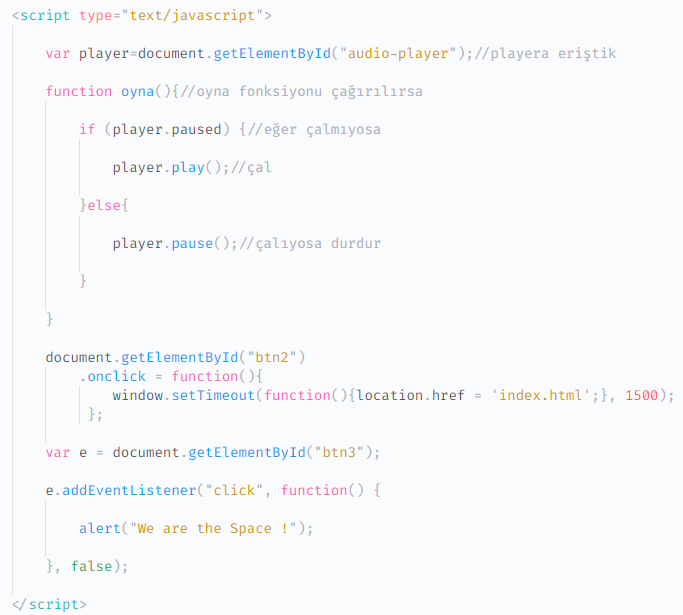 <script type="text/javascript">
var player=document.getElementById("audio-player");//playera eriştik
function oyna(){//oyna fonksiyonu çağırılırsa
if (player.paused) {//eğer çalmıyosa
player.play();//çal
}else{
player.pause();//çalıyosa durdur
}
}
document.getElementById("btn2")
.onclick = function(){
window.setTimeout(function(){location.href = 'index.html';}, 1500);
};
var e = document.getElementById("btn3");
e.addEventListener("click", function() {
alert("We are the Space !");
}, false);
</script>